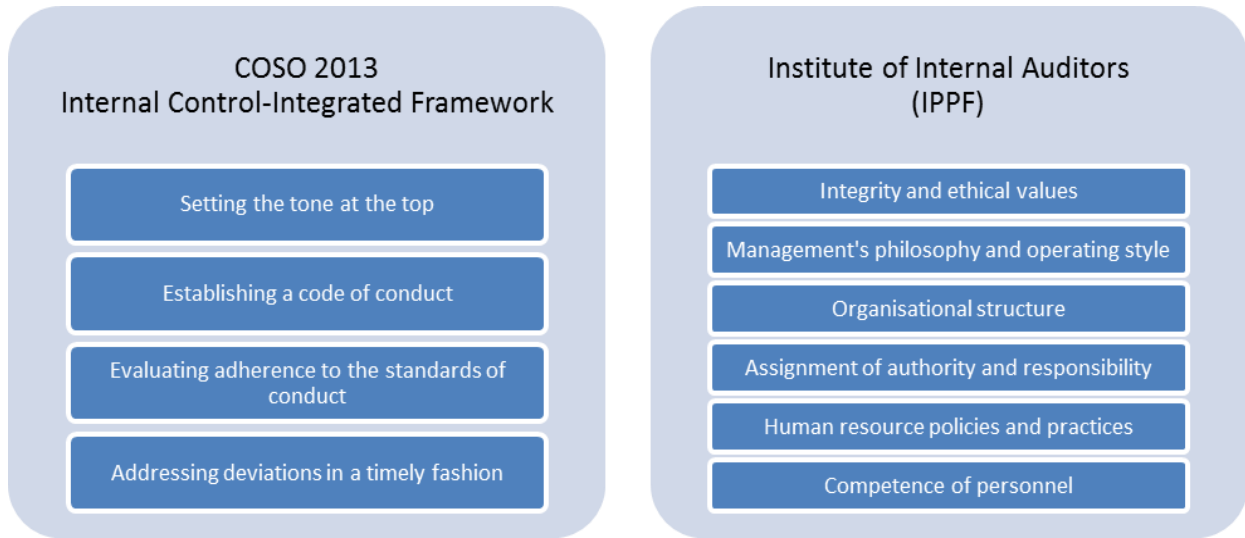 COSO 2013
Internal Control-Integrated Framework
Setting the tone at the top
Establishing a code of conduct
Evaluating adherence to the standards of
conduct
Addressing deviations in a timely fashion
Institute of Internal Auditors
(IPPF)
Integrity and ethical values
Management's philosophy and operating style
Organisational structure
Assignment of authority and responsibility
Human resource policies and practices
Competence of personnel